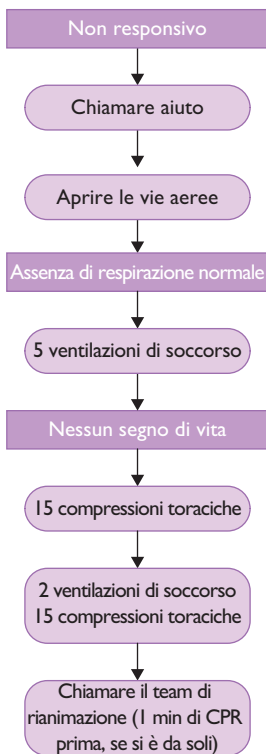 Non responsivo
Chiamare aiuto
Aprire le vie aeree
Assenza di respirazione normale
5 ventilazioni di soccorso
Nessun segno di vita
15 compressioni toraciche
2 ventilazioni di soccorso
15 compressioni toraciche
Chiamare il team di
rianimazione (1 min di CPR
prima, se si è da soli)